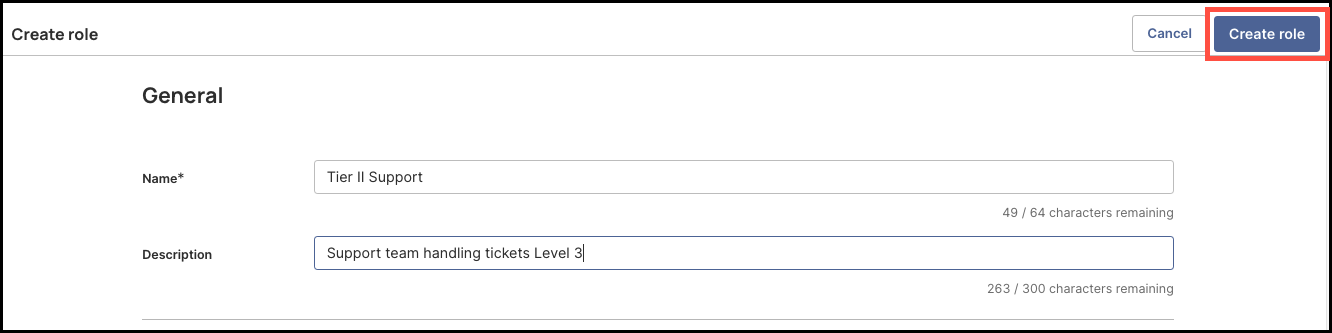 Create role
Cancel
Create role
General
Name*
Tier II Support
49 / 64 characters remaining
Description
Support team handling tickets Level 3
263 / 300 characters remaining